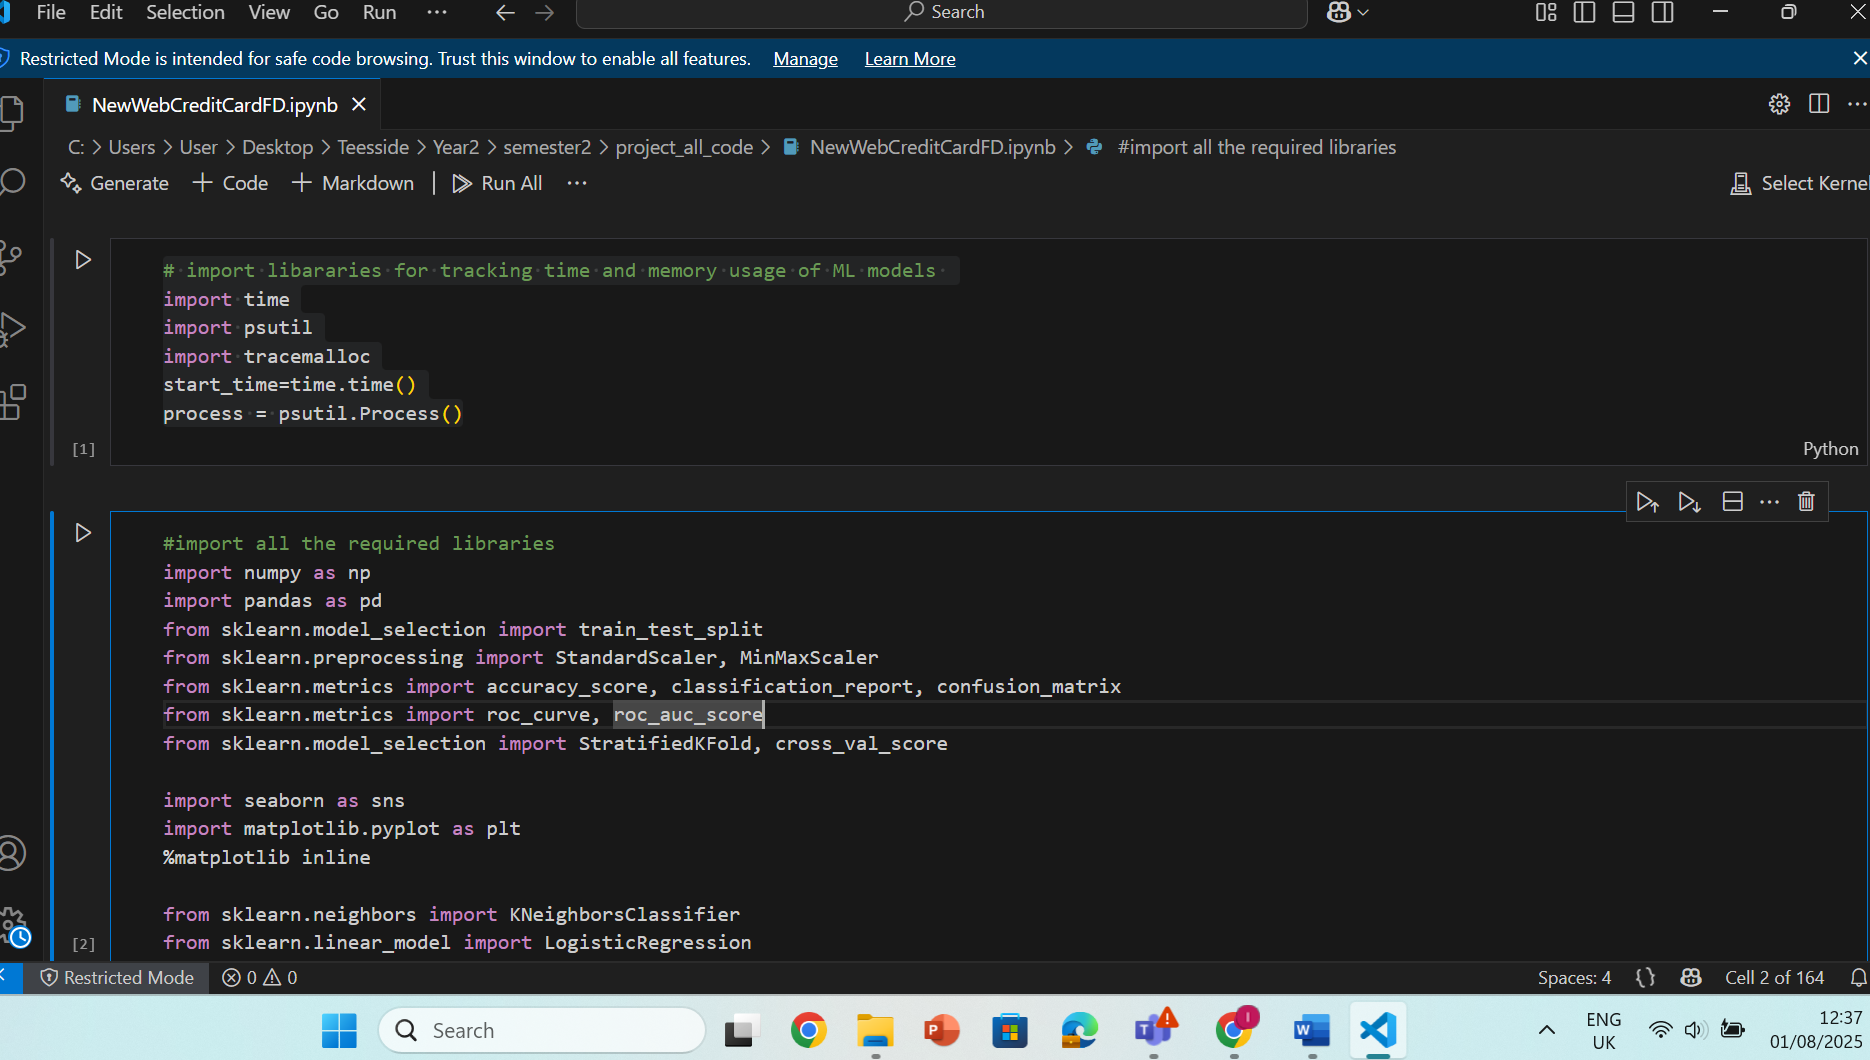 File Edit Selection View Go Run ··· Search
Restricted Mode is intended for safe code browsing. Trust this window to enable all features. Manage Learn More
NewWebCreditCardFD.ipynb
C: > Users > User > Desktop > Teesside > Year2 > semester2 > project_all_code > NewWebCreditCardFD.ipynb > #import all the required libraries
Generate + Code + Markdown | Run All ··· Select Kernel
# import libararies for tracking time and memory usage of ML models
import time
import psutil
import tracemalloc
start_time=time.time()
process = psutil.Process()
[1] Python
#import all the required libraries
import numpy as np
import pandas as pd
from sklearn.model_selection import train_test_split
from sklearn.preprocessing import StandardScaler, MinMaxScaler
from sklearn.metrics import accuracy_score, classification_report, confusion_matrix
from sklearn.metrics import roc_curve, roc_auc_score
from sklearn.model_selection import StratifiedKFold, cross_val_score
import seaborn as sns
import matplotlib.pyplot as plt
%matplotlib inline
from sklearn.neighbors import KNeighborsClassifier
[2] from sklearn.linear_model import LogisticRegression
Restricted Mode 0 0 Spaces: 4 {} Cell 2 of 164
Search ENG 12:37
UK 01/08/2025